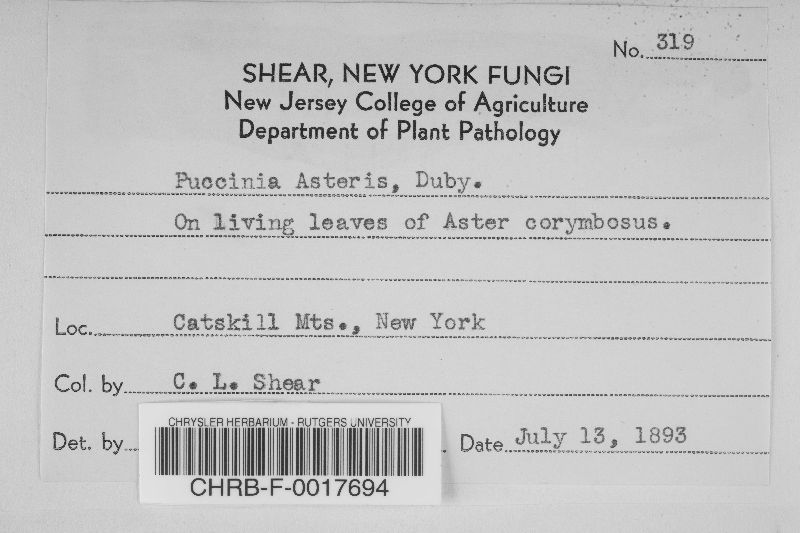 No. 319
SHEAR, NEW YORK FUNGI
New Jersey College of Agriculture
Department of Plant Pathology
Puccinia Asteris, Duby.
On living leaves of Aster corymbosus.
Loc. Catskill Mts., New York
Col. by C. L. Shear
Det. by Date July 13, 1893
CHRYSLER HERBARIUM - RUTGERS UNIVERSITY
CHRB-F-0017694